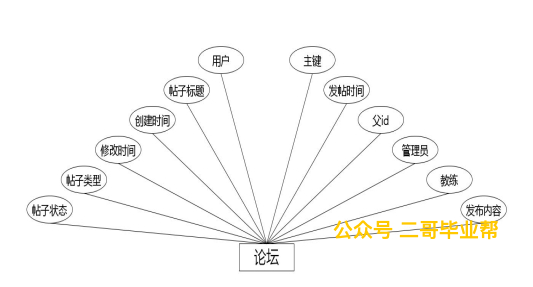 用户
主键
帖子标题
发帖时间
创建时间
父id
修改时间
管理员
帖子类型
教练
帖子状态
发布内容
公众号 二哥毕业帮
论坛